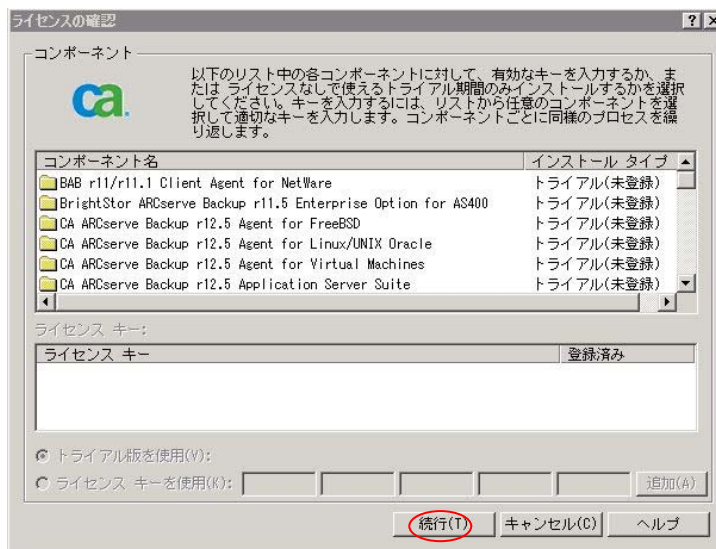 ライセンスの確認
コンポーネント
ca.
以下のリスト中の各コンポーネントに対して、有効なキーを入力するか、ま
たは ライセンスなしで使えるトライアル期間のみインストールするかを選択
してください。キーを入力するには、リストから任意のコンポーネントを選
択して適切なキーを入力します。コンポーネントごとに同様のプロセスを繰
り返します。
コンポーネント名 インストール タイプ
BAB r11/r11.1 Client Agent for NetWare トライアル(未登録)
BrightStor ARCserve Backup r11.5 Enterprise Option for AS400 トライアル(未登録)
CA ARCserve Backup r12.5 Agent for FreeBSD トライアル(未登録)
CA ARCserve Backup r12.5 Agent for Linux/UNIX Oracle トライアル(未登録)
CA ARCserve Backup r12.5 Agent for Virtual Machines トライアル(未登録)
CA ARCserve Backup r12.5 Application Server Suite トライアル(未登録)
ライセンス キー:
ライセンス キー 登録済み
トライアル版を使用(V):
ライセンス キーを使用(K): 追加(A)
続行(T) キャンセル(C) ヘルプ